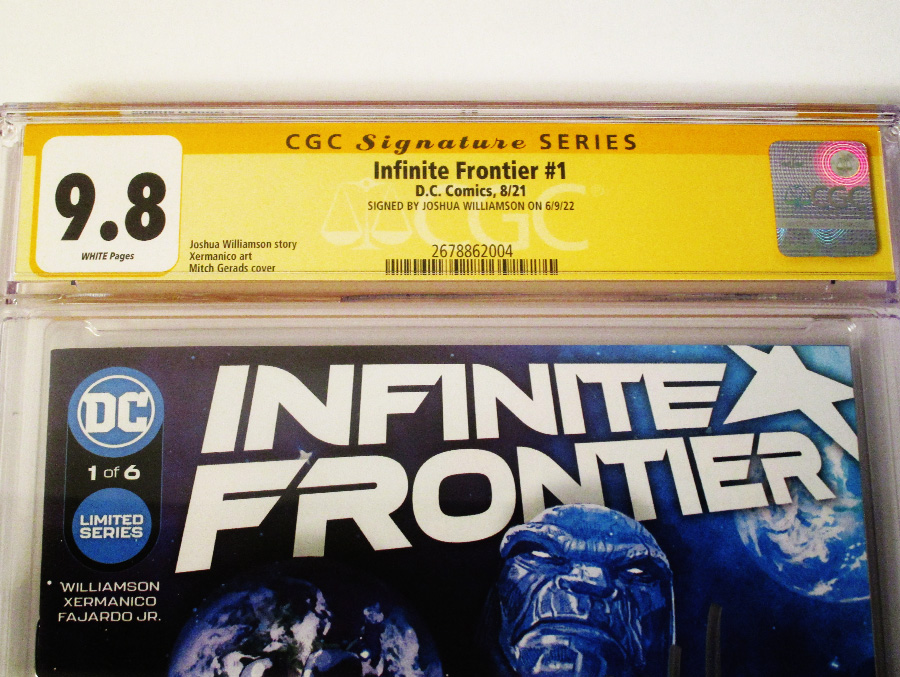 CGC Signature SERIES
Infinite Frontier #1
D.C. Comics, 8/21
SIGNED BY JOSHUA WILLIAMSON ON 6/9/22
9.8
WHITE Pages
Joshua Williamson story
Xermanico art
Mitch Gerads cover
CGC
2678862004
CGC
DC
1 of 6
LIMITED
SERIES
WILLIAMSON
XERMANICO
FAJARDO JR.
INFINITE
FRONTIER